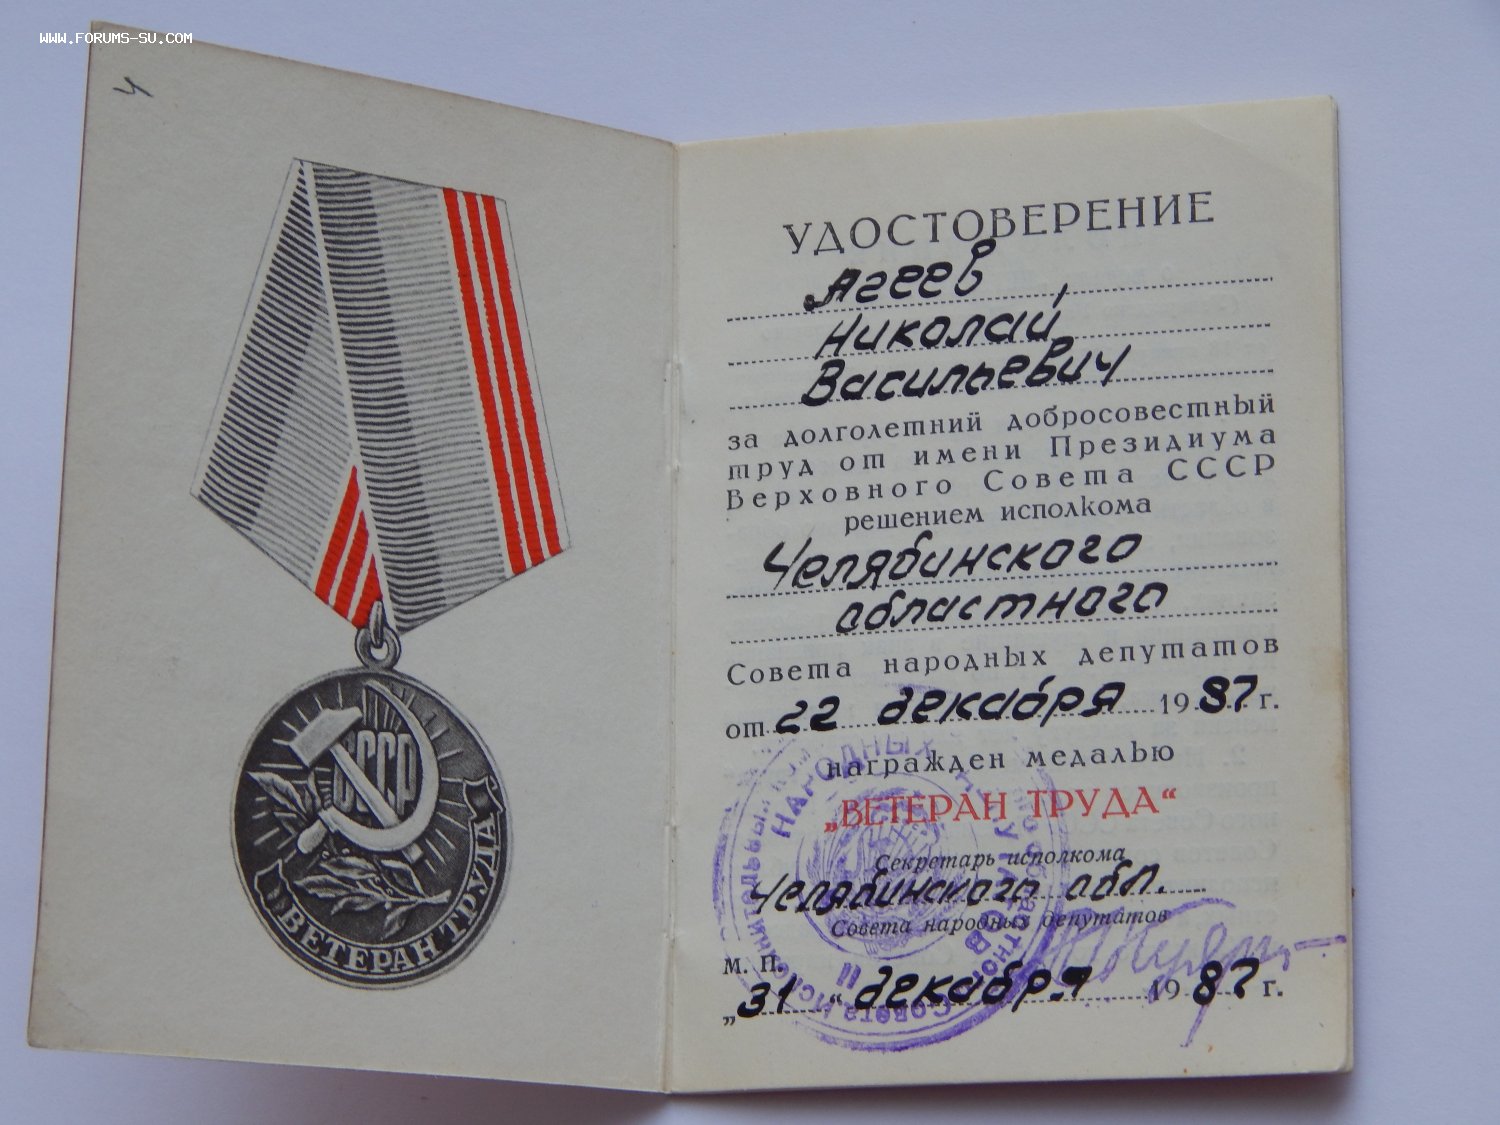 WWW.FORUMS-SU.COM
Ч
СССР
ВЕТЕРАН ТРУДА
УДОСТОВЕРЕНИЕ
Агеев
Николай
Васильевич
за долголетний добросовестный
труд от имени Президиума
Верховного Совета СССР
решением исполкома
Челябинского
областного
Совета народных депутатов
от 22 декабря 1987 г.
награжден медалью
„ВЕТЕРАН ТРУДА“
Секретарь исполкома
Челябинского обл.
Совета народных депутатов
М. П.
„31“ декабря 1987 г.